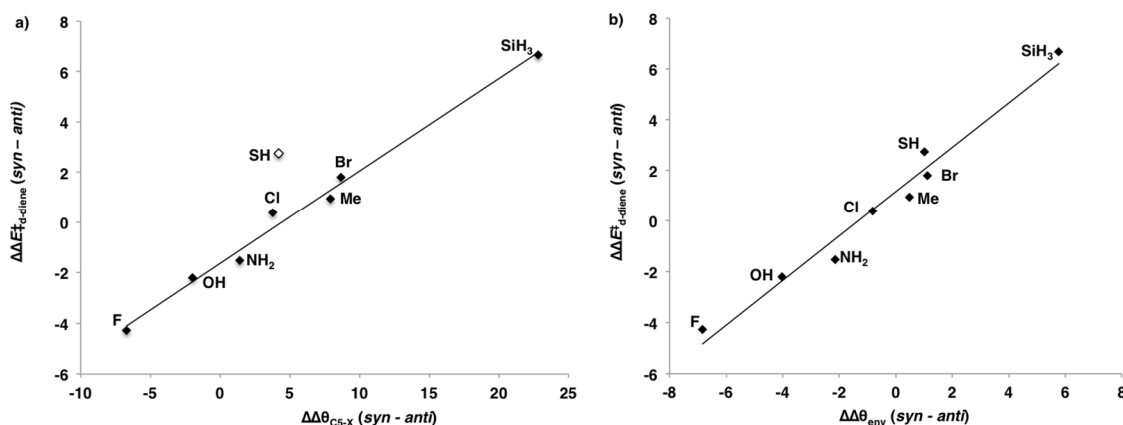 a)
8
6
4
2
0
-2
-4
-6
-10
-5
0
5
10
15
20
25
ΔΔE‡d-diene (syn – anti)
ΔΔθC5-X (syn - anti)
SiH3
SH
Br
Cl
Me
NH2
OH
F
b)
8
6
4
2
0
-2
-4
-6
-8
-6
-4
-2
0
2
4
6
8
ΔΔE‡d-diene (syn – anti)
ΔΔθenv (syn - anti)
SiH3
SH
Br
Me
Cl
NH2
OH
F